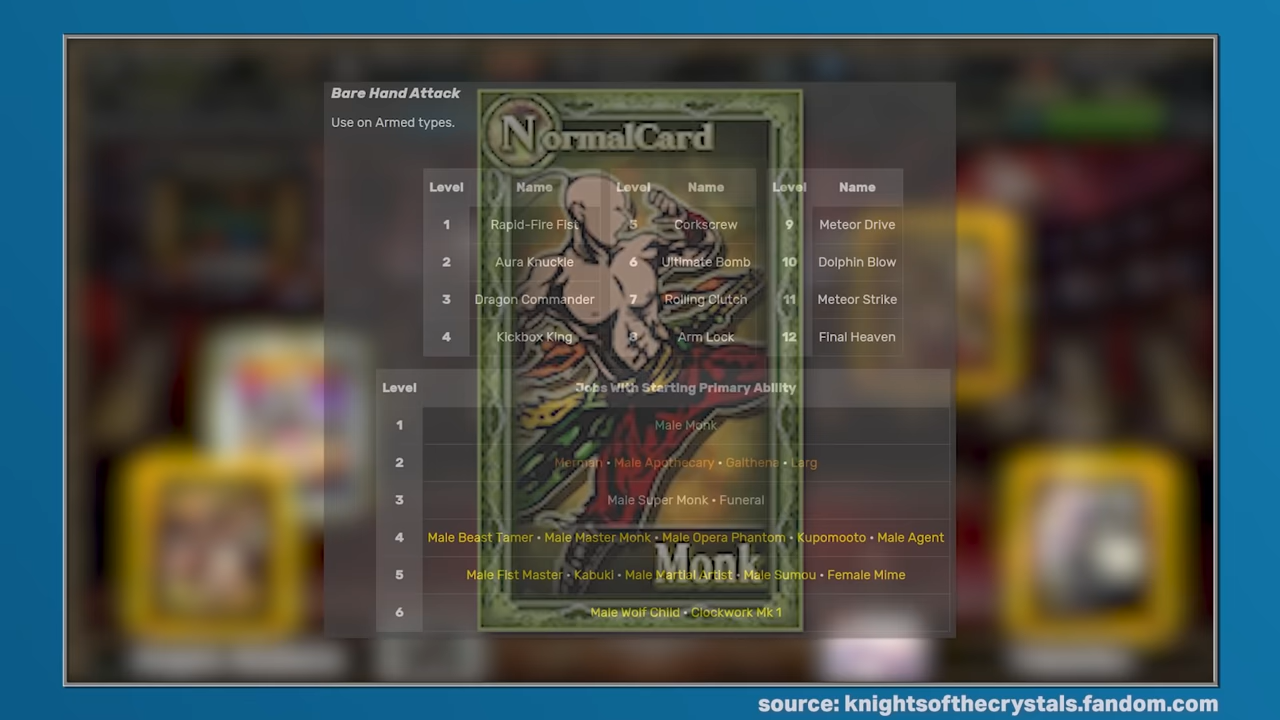 Bare Hand Attack
Use on Armed types.
NormalCard
Level Name Level Name Level Name
1 Rapid-Fire Fist 5 Corkscrew 9 Meteor Drive
2 Aura Knuckle 6 Ultimate Bomb 10 Dolphin Blow
3 Dragon Commander 7 Rolling Clutch 11 Meteor Strike
4 Kickbox King 8 Arm Lock 12 Final Heaven
Level Jobs With Starting Primary Ability
1 Male Monk
2 Merman • Male Apothecary • Galthena • Larg
3 Male Super Monk • Funeral
4 Male Beast Tamer • Male Master Monk • Male Opera Phantom • Kupomooto • Male Agent
Monk
5 Male Fist Master • Kabuki • Male Martial Artist • Male Sumou • Female Mime
6 Male Wolf Child • Clockwork Mk 1
source: knightsofthecrystals.fandom.com